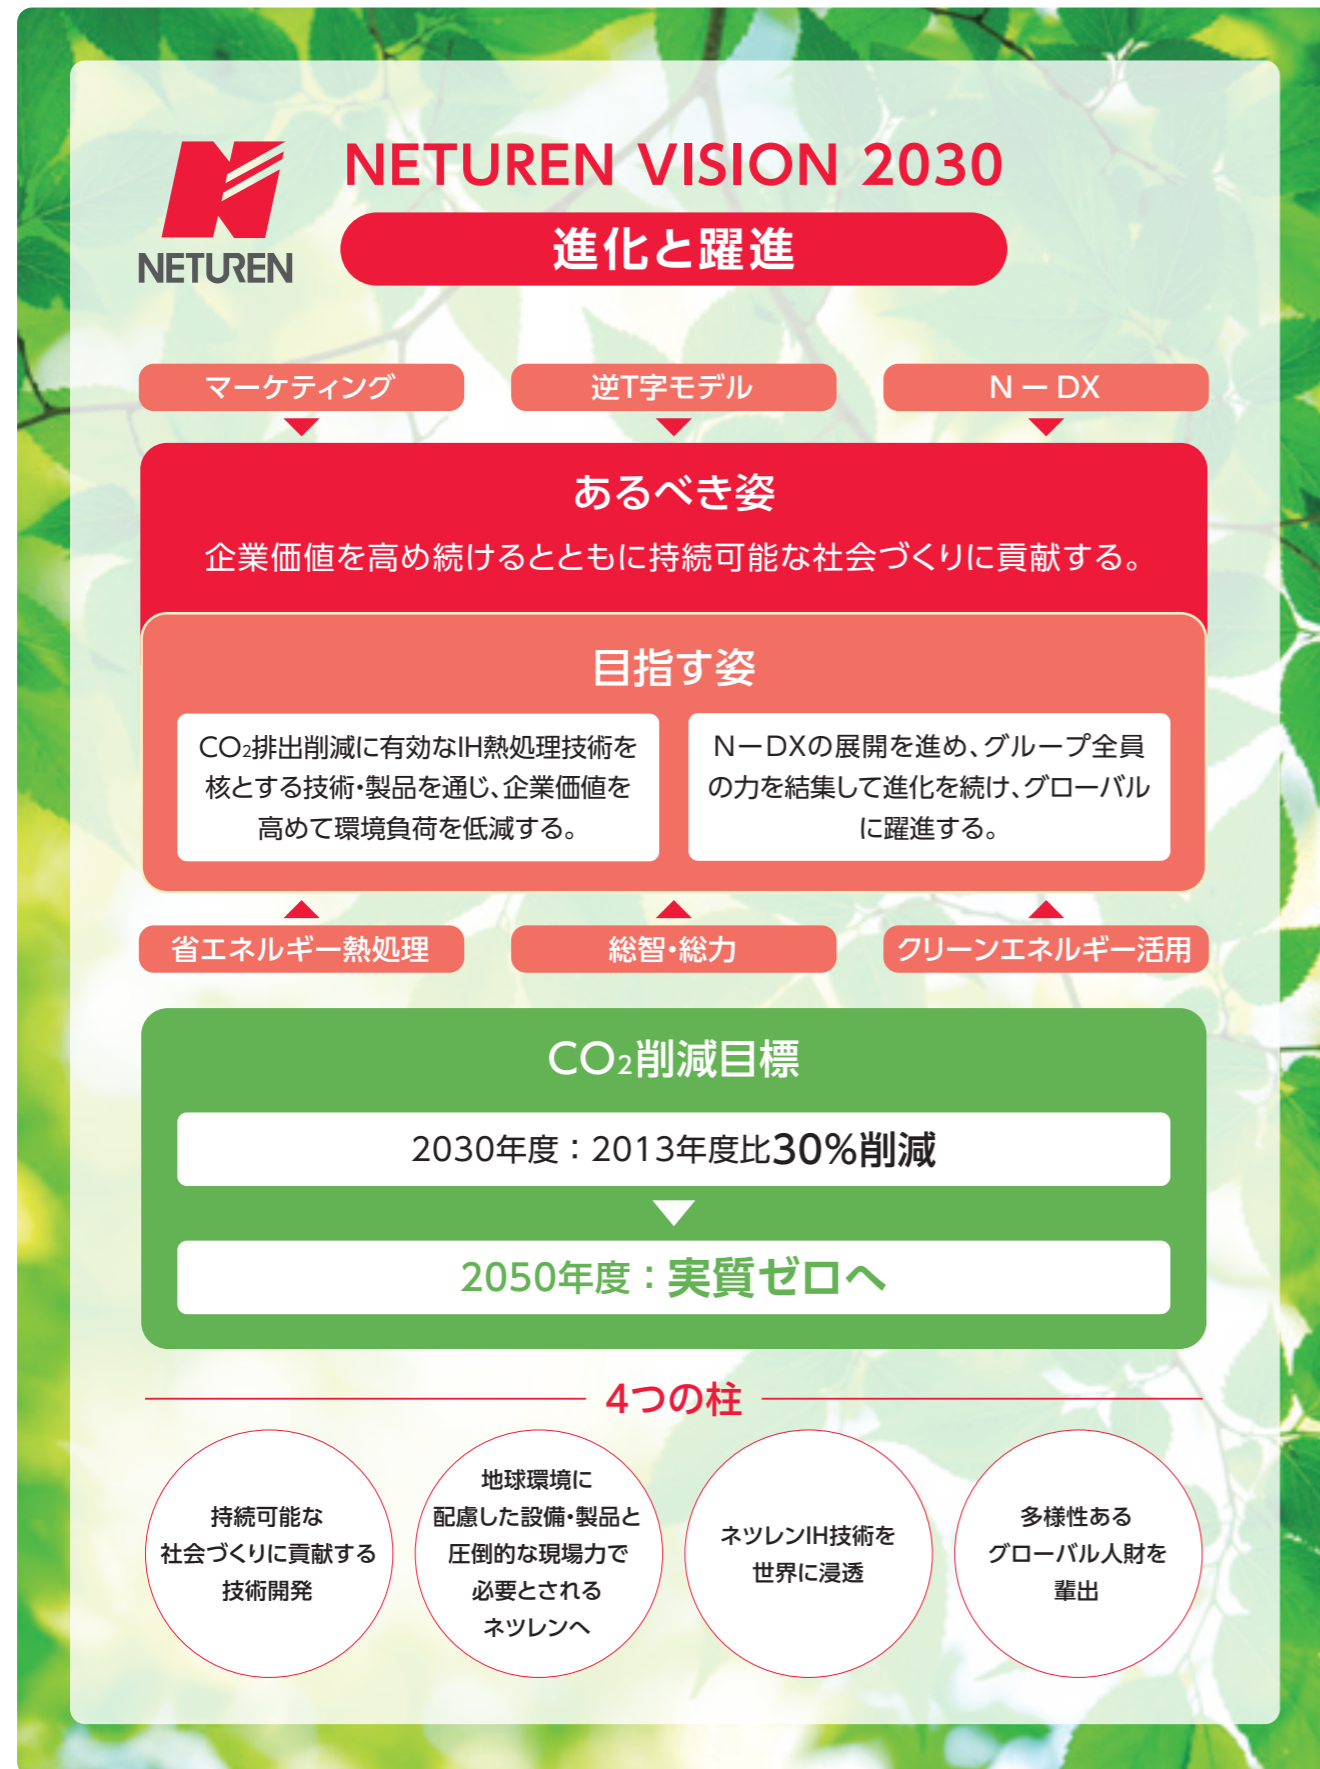 NETUREN
NETUREN VISION 2030
進化と躍進
マーケティング
逆T字モデル
N－DX
あるべき姿
企業価値を高め続けるとともに持続可能な社会づくりに貢献する。
目指す姿
CO₂排出削減に有効なIH熱処理技術を
核とする技術・製品を通じ、企業価値を
高めて環境負荷を低減する。
N－DXの展開を進め、グループ全員
の力を結集して進化を続け、グローバル
に躍進する。
省エネルギー熱処理
総智・総力
クリーンエネルギー活用
CO₂削減目標
2030年度：2013年度比30%削減
2050年度：実質ゼロへ
4つの柱
持続可能な
社会づくりに貢献する
技術開発
地球環境に
配慮した設備・製品と
圧倒的な現場力で
必要とされる
ネツレンへ
ネツレンIH技術を
世界に浸透
多様性ある
グローバル人財を
輩出